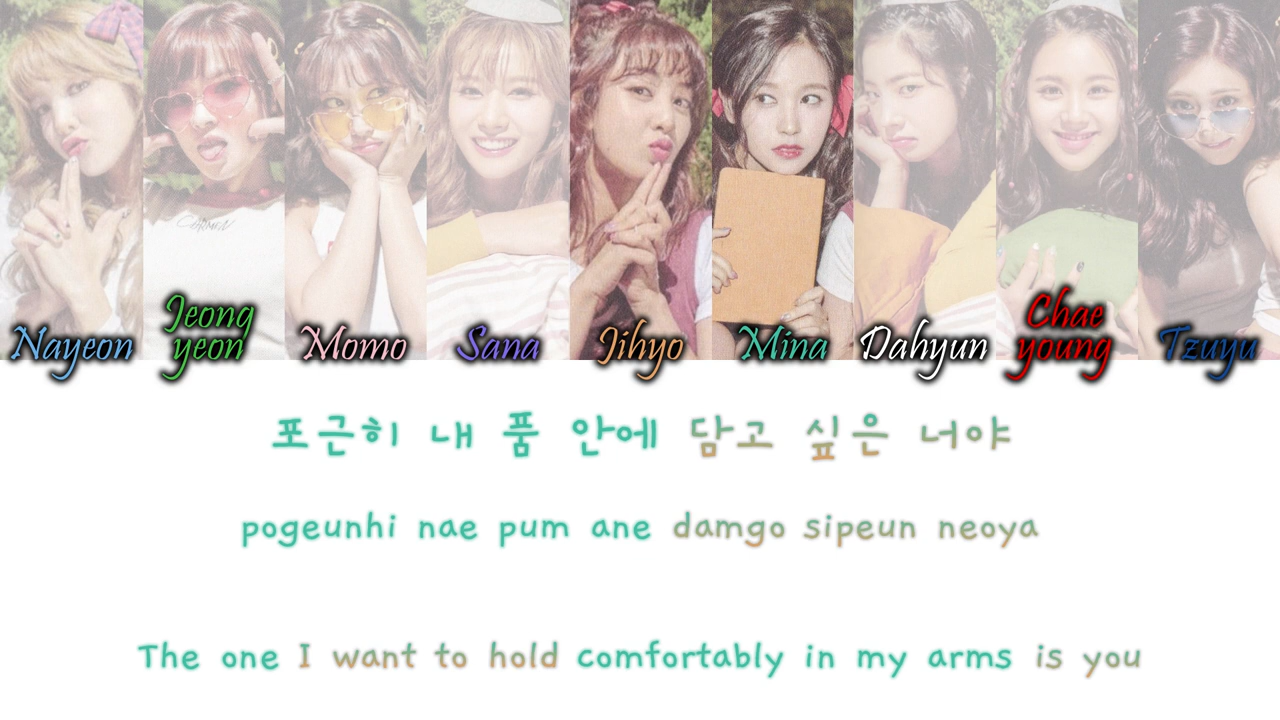 Nayeon
Jeong
yeon
Momo
Sana
Jihyo
Mina
Dahyun
Chae
young
Tzuyu
포근히 내 품 안에 담고 싶은 너야
pogeunhi nae pum ane damgo sipeun neoya
The one I want to hold comfortably in my arms is you